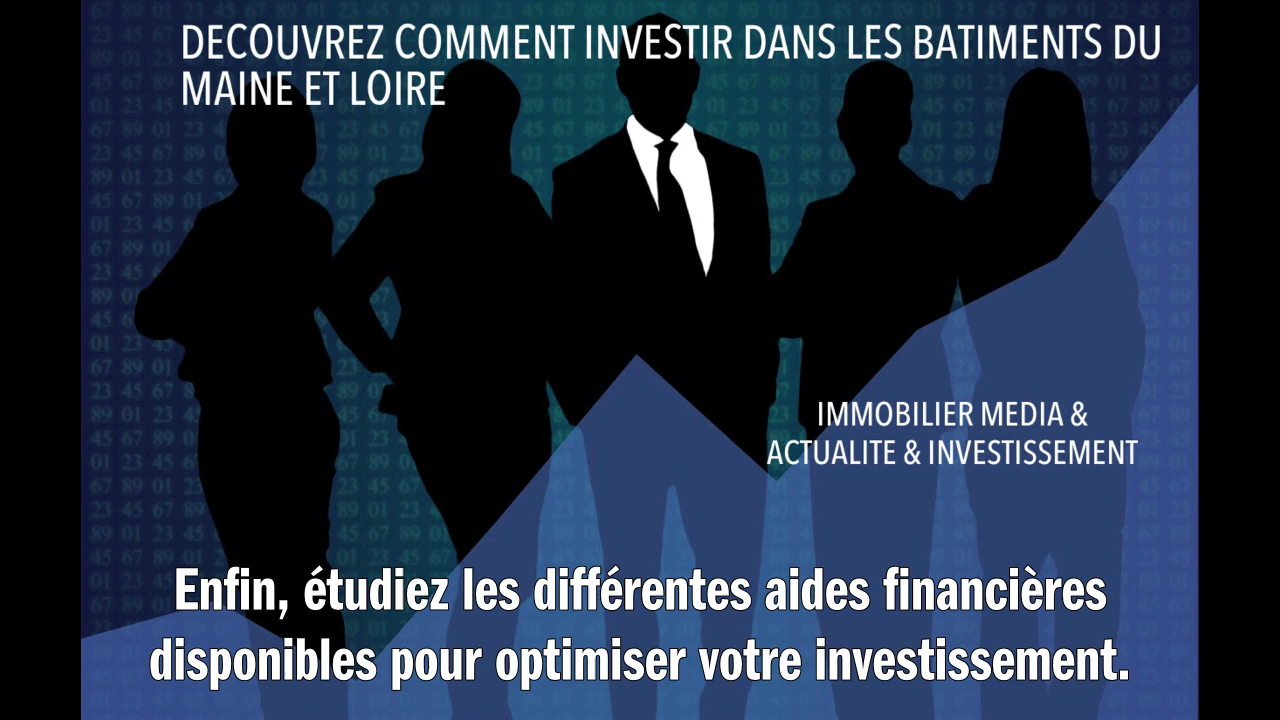 DECOUVREZ COMMENT INVESTIR DANS LES BATIMENTS DU
MAINE ET LOIRE
IMMOBILIER MEDIA &
ACTUALITE & INVESTISSEMENT
Enfin, étudiez les différentes aides financières
disponibles pour optimiser votre investissement.